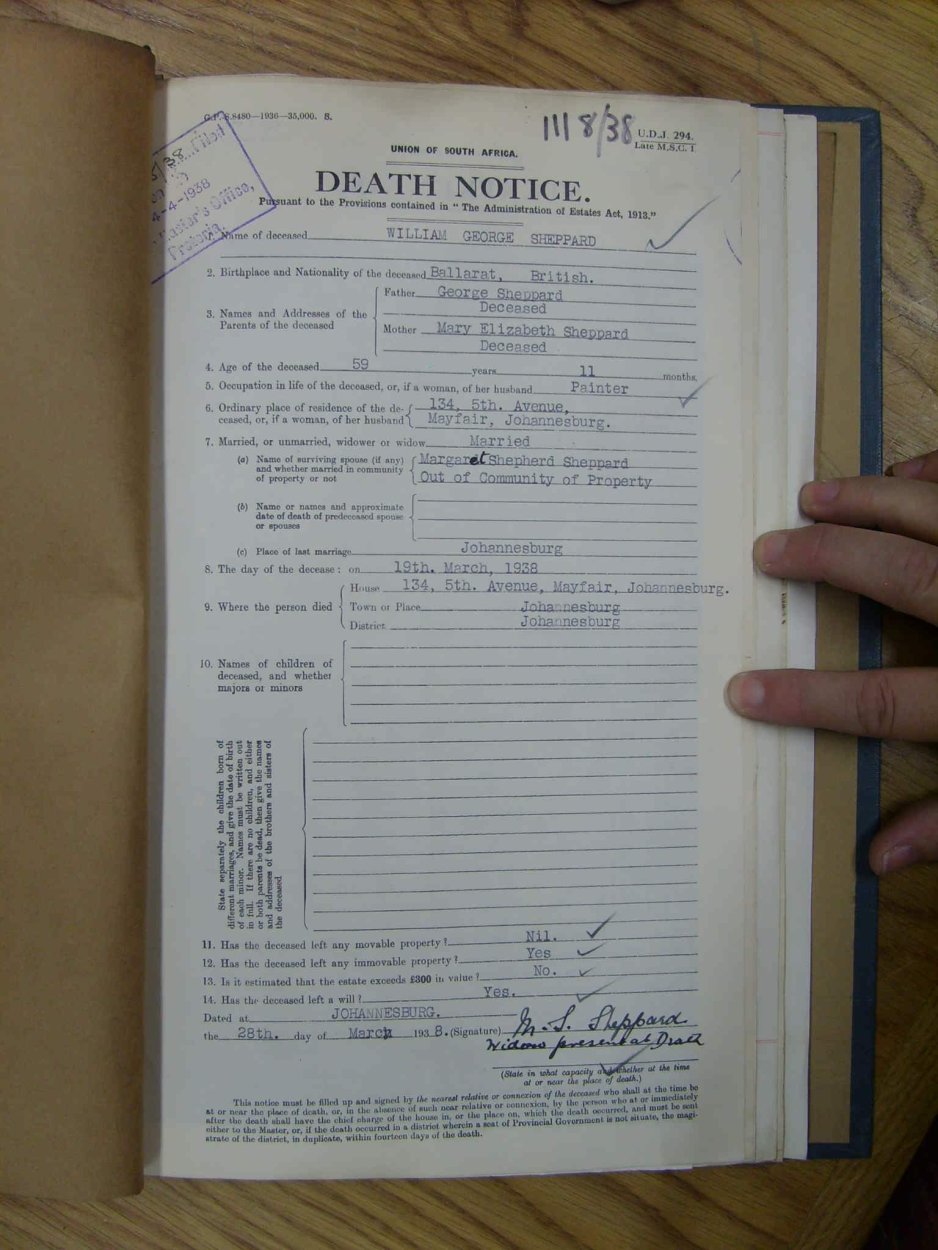 G.P.-S.8480—1936—35,000. S.
1118/38
U.D.J. 294.
Late M.S.C. 1
UNION OF SOUTH AFRICA.
DEATH NOTICE.
Pursuant to the Provisions contained in “ The Administration of Estates Act, 1913.”
Filed
4-4-1938
Master's Office,
Pretoria.
Name of deceased WILLIAM GEORGE SHEPPARD
2. Birthplace and Nationality of the deceased Ballarat, British.
3. Names and Addresses of the Parents of the deceased
Father George Sheppard
Deceased
Mother Mary Elizabeth Sheppard
Deceased
4. Age of the deceased 59 years 11 months.
5. Occupation in life of the deceased, or, if a woman, of her husband Painter
6. Ordinary place of residence of the de- 134, 5th. Avenue,
ceased, or, if a woman, of her husband Mayfair, Johannesburg.
7. Married, or unmarried, widower or widow Married
(a) Name of surviving spouse (if any) Margaret Shepherd Sheppard
and whether married in community
of property or not Out of Community of Property
(b) Name or names and approximate
date of death of predeceased spouse
or spouses
(c) Place of last marriage Johannesburg
8. The day of the decease : on 19th. March, 1938
9. Where the person died
House 134, 5th. Avenue, Mayfair, Johannesburg.
Town or Place Johannesburg
District Johannesburg
10. Names of children of
deceased, and whether
majors or minors
State separately the children born of
different marriages, and give the date of birth
of each minor. Names must be written out
in full. If there are no children, and either
or both parents be dead, then give the names
and addresses of the brothers and sisters of
the deceased
11. Has the deceased left any movable property ? Nil.
12. Has the deceased left any immovable property ? Yes
13. Is it estimated that the estate exceeds £300 in value ? No.
14. Has the deceased left a will ? Yes.
Dated at JOHANNESBURG.
the 28th. day of March 1938. (Signature) M. S. Sheppard
Widow present at Death
(State in what capacity and whether at the time
at or near the place of death.)
This notice must be filled up and signed by the nearest relative or connexion of the deceased who shall at the time be
at or near the place of death, or, in the absence of such near relative or connexion, by the person who at or immediately
after the death shall have the chief charge of the house in, or the place on, which the death occurred, and must be sent
either to the Master, or, if the death occurred in a district wherein a seat of Provincial Government is not situate, the magi-
strate of the district, in duplicate, within fourteen days of the death.